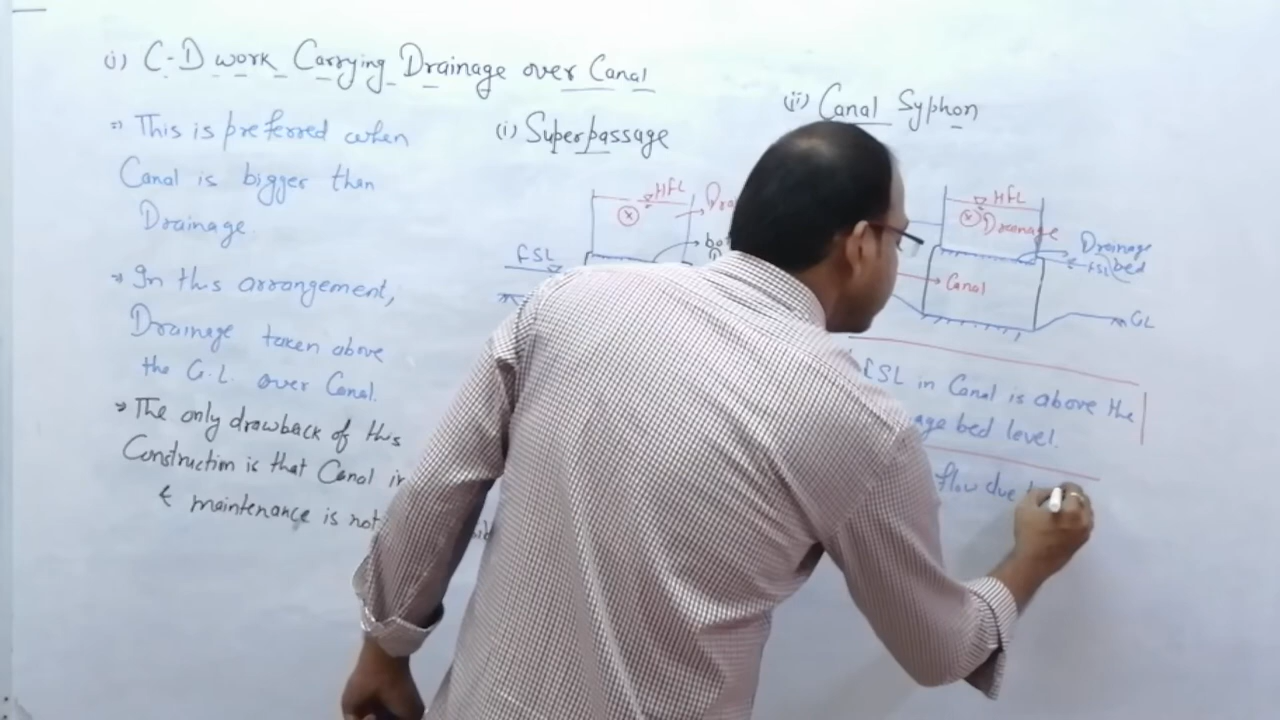 (i) C-D work Carrying Drainage over Canal
=> This is preferred when
Canal is bigger then
Drainage.
=> In this arrangement,
Drainage taken above
the G.L. over Canal.
=> The only drawback of this
Construction is that Canal
& maintenance is not
(i) Superpassage
HFL
FSL
(ii) Canal Syphon
HFL
Drainage
Drainage
bed
FSL
Canal
GL
FSL in Canal is above the
bed level.
flow due